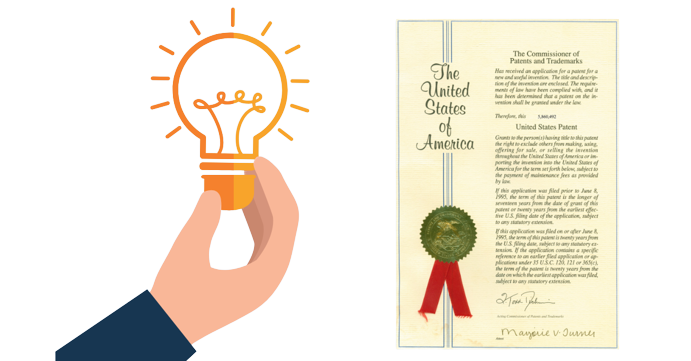 The
United
States
of
America
The Commissioner of
Patents and Trademarks
Has received an application for a patent for a
new and useful invention. The title and descrip-
tion of the invention are enclosed. The require-
ments of law have been complied with, and it
has been determined that a patent on the in-
vention shall be granted under the law.
Therefore, this
United States Patent
Grants to the person(s) having title to this patent
the right to exclude others from making, using,
offering for sale, or selling the invention
throughout the United States of America or im-
porting the invention into the United States of
America for the term set forth below, subject to
the payment of maintenance fees as provided
by law.
If this application was filed prior to June 8,
1995, the term of this patent is the longer of
seventeen years from the date of grant of this
patent or twenty years from the earliest effec-
tive U.S. filing date of the application, subject
to any statutory extension.
If this application was filed on or after June 8,
1995, the term of this patent is twenty years from
the U.S. filing date, subject to any statutory ex-
tension. If the application contains a specific
reference to an earlier filed application or ap-
plications under 35 U.S.C. 120, 121 or 365(c),
the term of the patent is twenty years from the
date on which the earliest application was filed,
subject to any statutory extension.
Acting Commissioner of Patents and Trademarks
Marjorie V. Turner